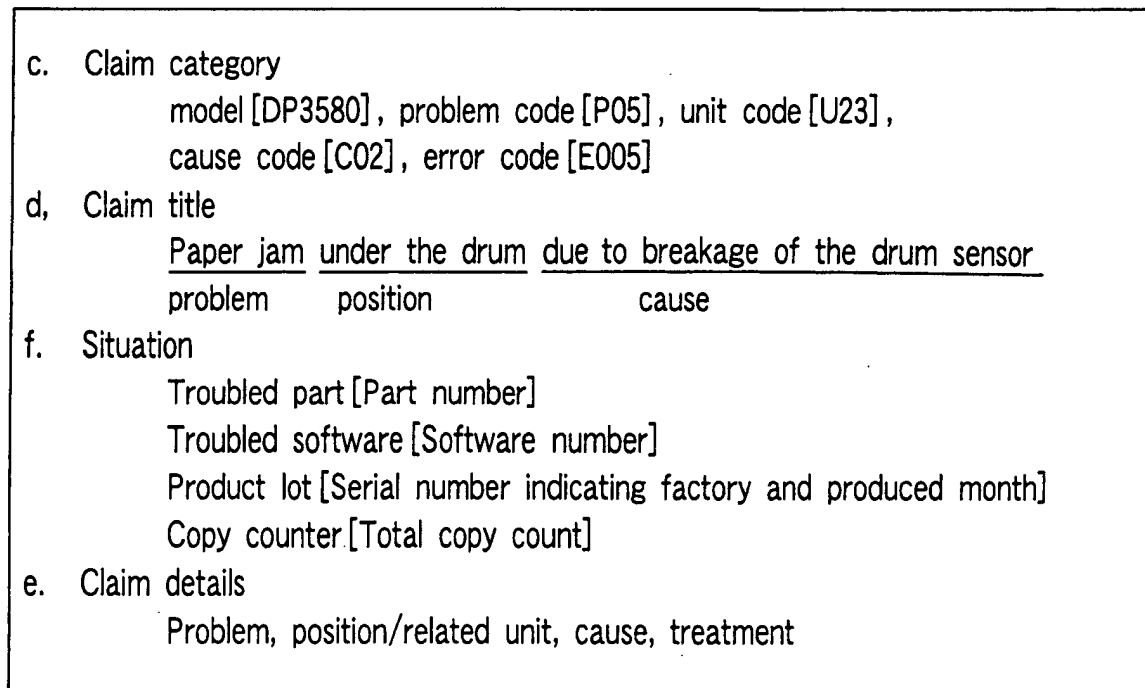 c. Claim category
model [DP3580], problem code [P05], unit code [U23],
cause code [C02], error code [E005]
d, Claim title
Paper jam under the drum due to breakage of the drum sensor
problem position cause
f. Situation
Troubled part [Part number]
Troubled software [Software number]
Product lot [Serial number indicating factory and produced month]
Copy counter [Total copy count]
e. Claim details
Problem, position/related unit, cause, treatment